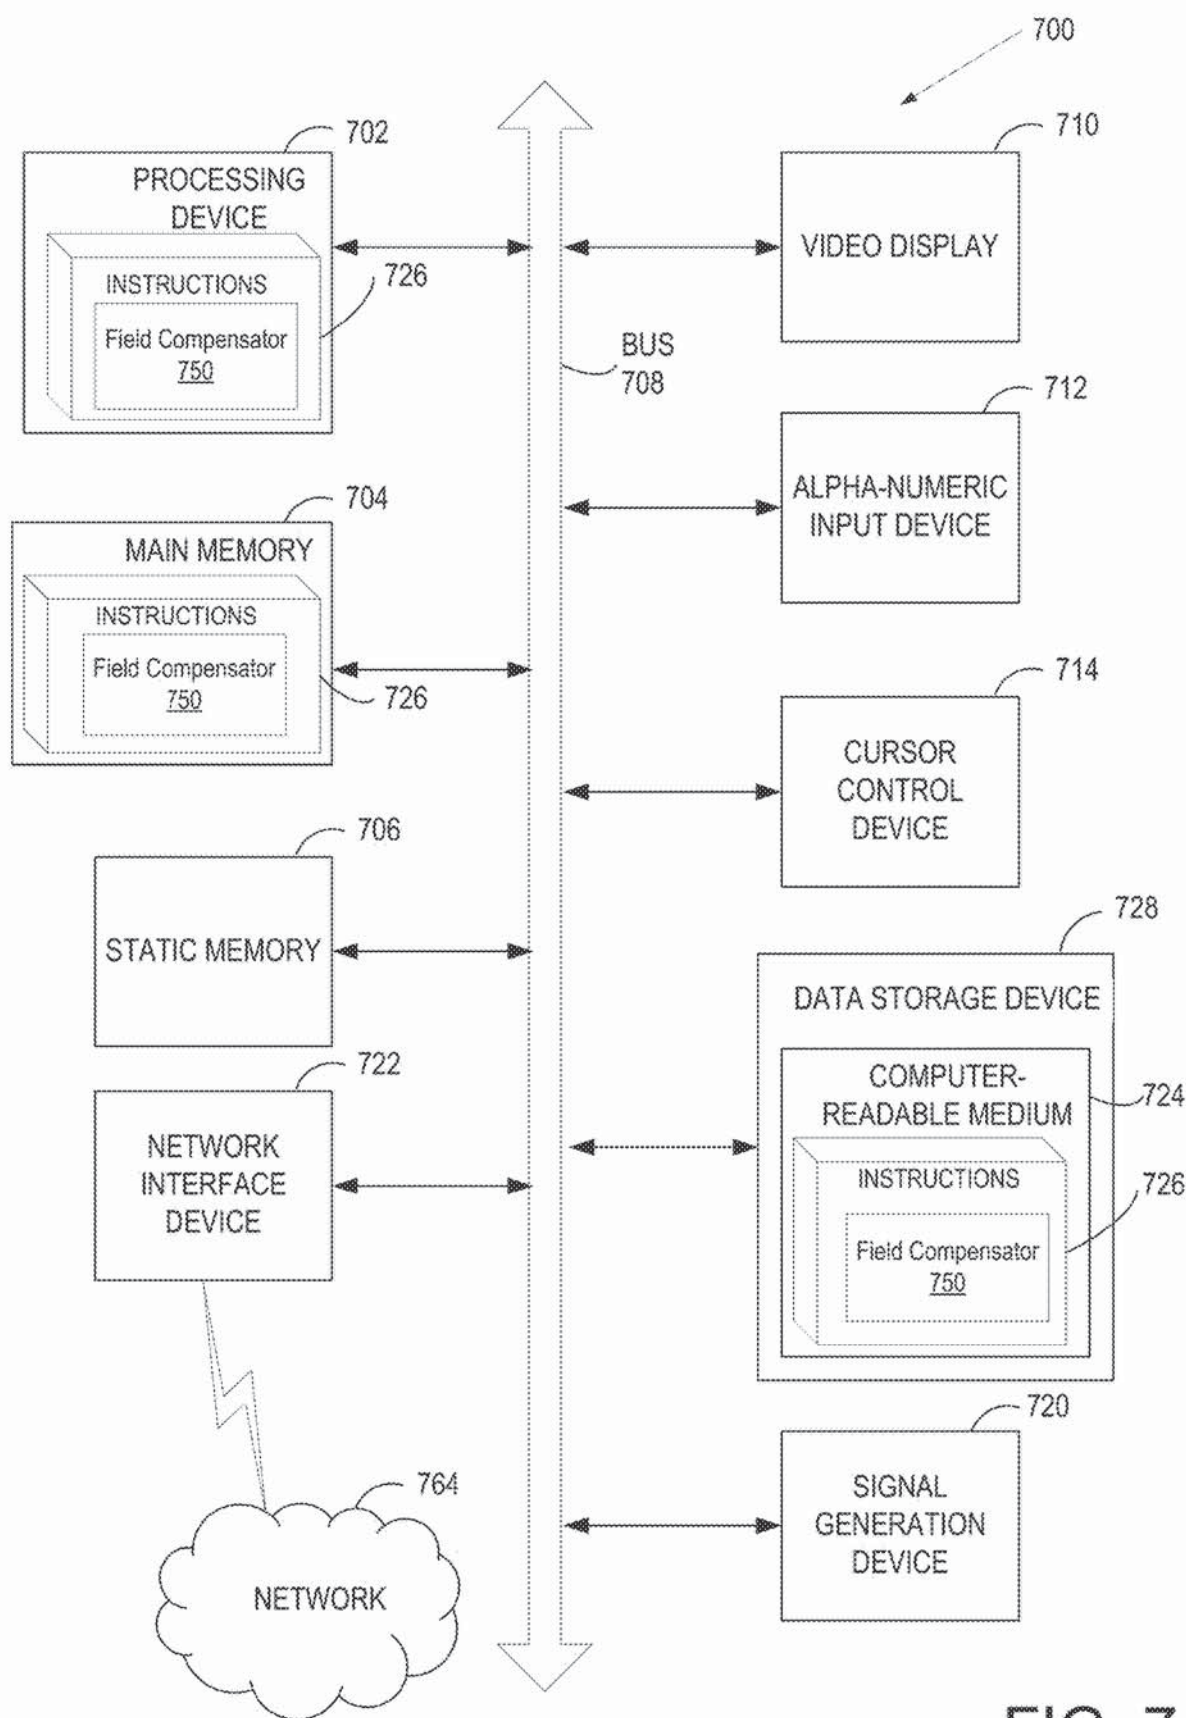 700
702
PROCESSING
DEVICE
INSTRUCTIONS
726
Field Compensator
750
704
MAIN MEMORY
INSTRUCTIONS
Field Compensator
750
726
706
STATIC MEMORY
722
NETWORK
INTERFACE
DEVICE
764
NETWORK
BUS
708
710
VIDEO DISPLAY
712
ALPHA-NUMERIC
INPUT DEVICE
714
CURSOR
CONTROL
DEVICE
728
DATA STORAGE DEVICE
COMPUTER-
READABLE MEDIUM
724
INSTRUCTIONS
726
Field Compensator
750
720
SIGNAL
GENERATION
DEVICE
FIG. 7